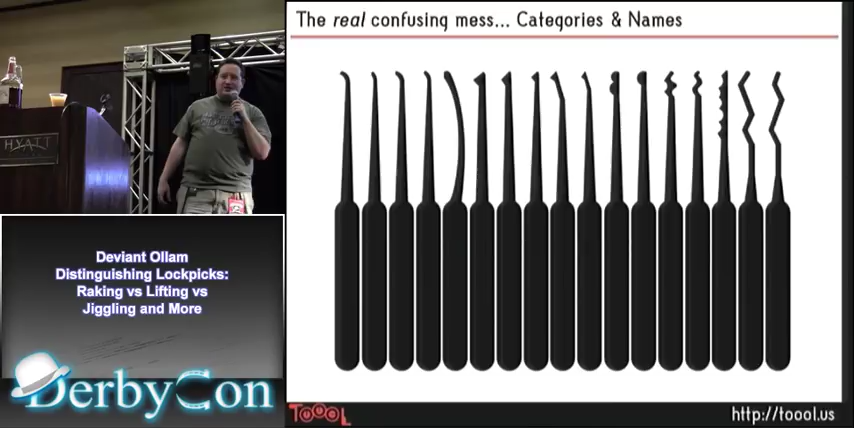 The real confusing mess... Categories & Names
HYATT
Deviant Ollam
Distinguishing Lockpicks:
Raking vs Lifting vs
Jiggling and More
DerbyCon
TOOOL
http://toool.us